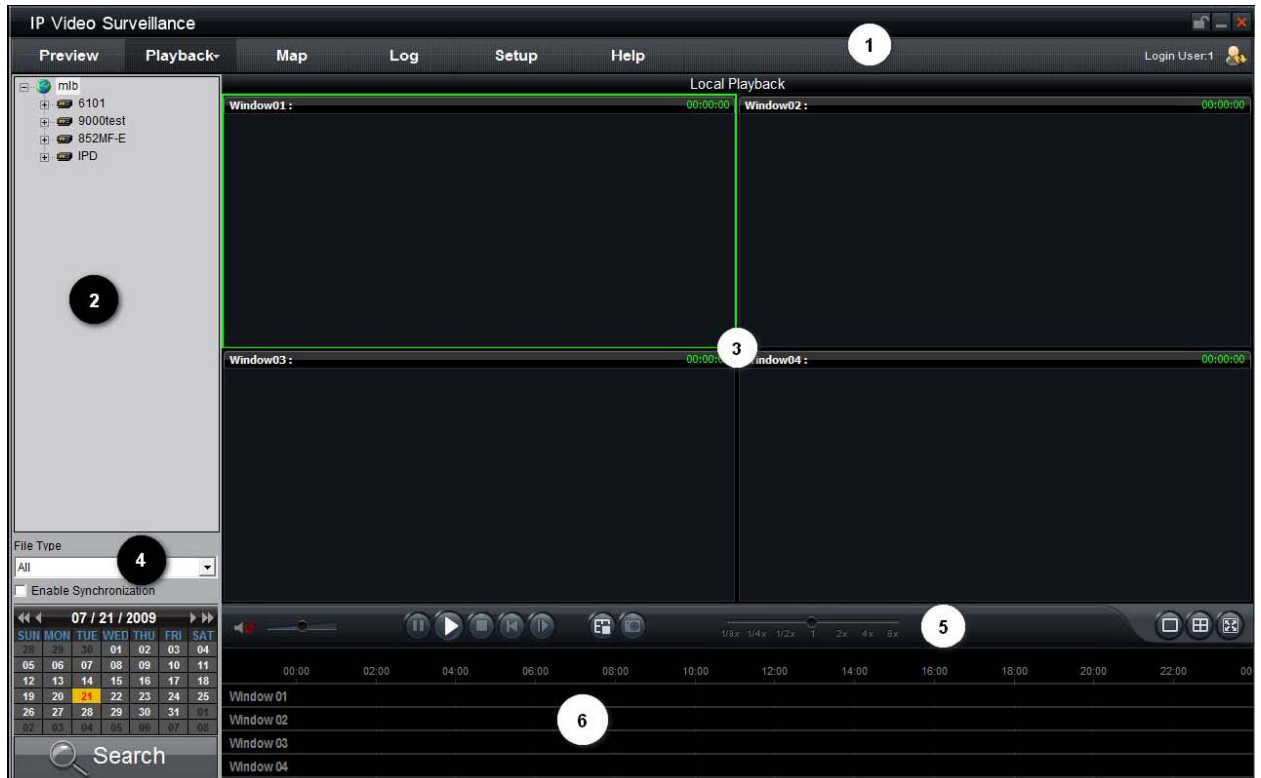 IP Video Surveillance
Preview Playback Map Log Setup Help Login User:1
1
mlb
6101
9000test
852MF-E
IPD
2
Local Playback
Window01 : 00:00:00
Window02 : 00:00:00
3
Window03 : 00:00:
indow04 : 00:00:00
File Type
4
All
Enable Synchronization
07 / 21 / 2009
SUN MON TUE WED THU FRI SAT
28 29 30 01 02 03 04
05 06 07 08 09 10 11
12 13 14 15 16 17 18
19 20 21 22 23 24 25
26 27 28 29 30 31 01
02 03 04 05 06 07 08
Search
1/8x 1/4x 1/2x 1 2x 4x 8x
5
00:00 02:00 04:00 06:00 08:00 10:00 12:00 14:00 16:00 18:00 20:00 22:00 00
Window 01
Window 02
6
Window 03
Window 04